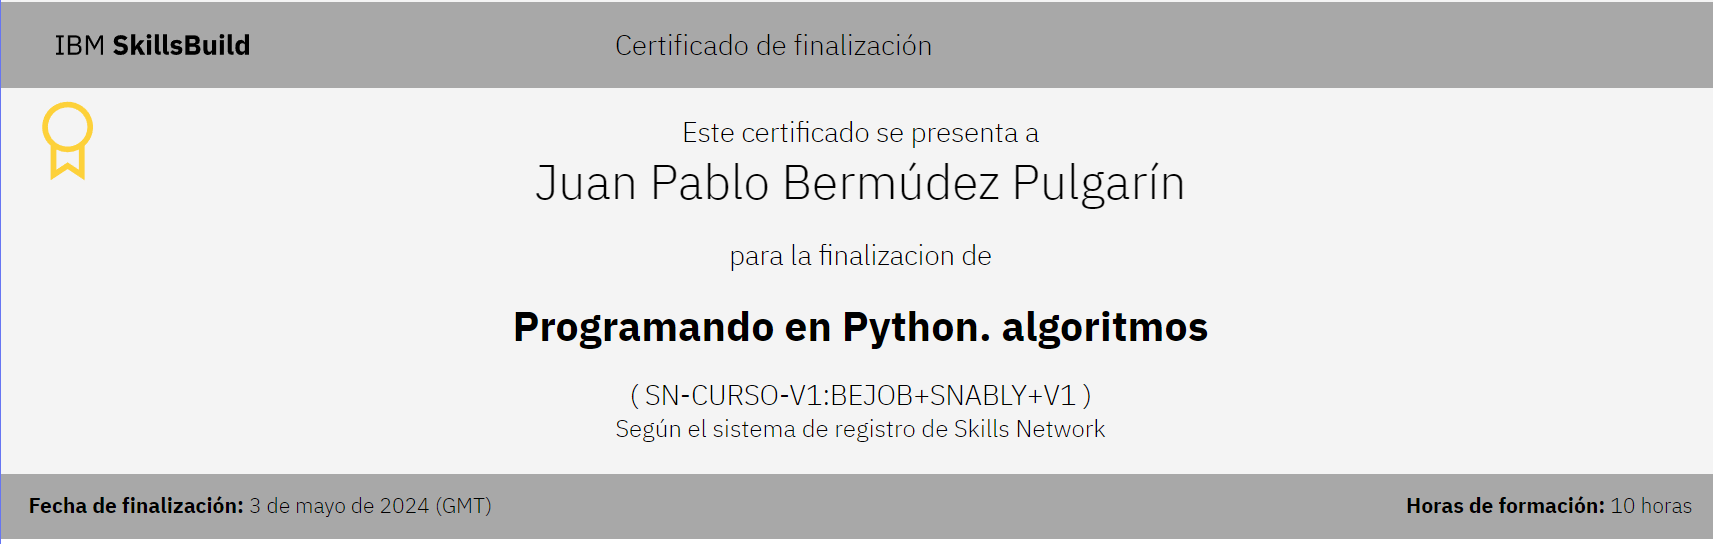 IBM SkillsBuild
Certificado de finalización
Este certificado se presenta a
Juan Pablo Bermúdez Pulgarín
para la finalizacion de
Programando en Python. algoritmos
( SN-CURSO-V1:BEJOB+SNABLY+V1 )
Según el sistema de registro de Skills Network
Fecha de finalización: 3 de mayo de 2024 (GMT)
Horas de formación: 10 horas